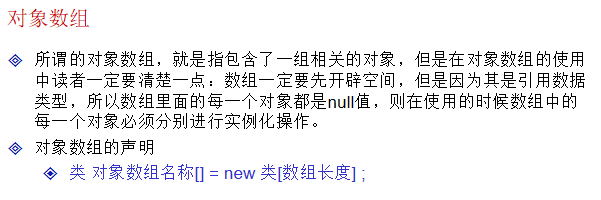 对象数组
所谓的对象数组，就是指包含了一组相关的对象，但是在对象数组的使用
中读者一定要清楚一点：数组一定要先开辟空间，但是因为其是引用数据
类型，所以数组里面的每一个对象都是null值，则在使用的时候数组中的
每一个对象必须分别进行实例化操作。
对象数组的声明
类 对象数组名称[] = new 类[数组长度] ;